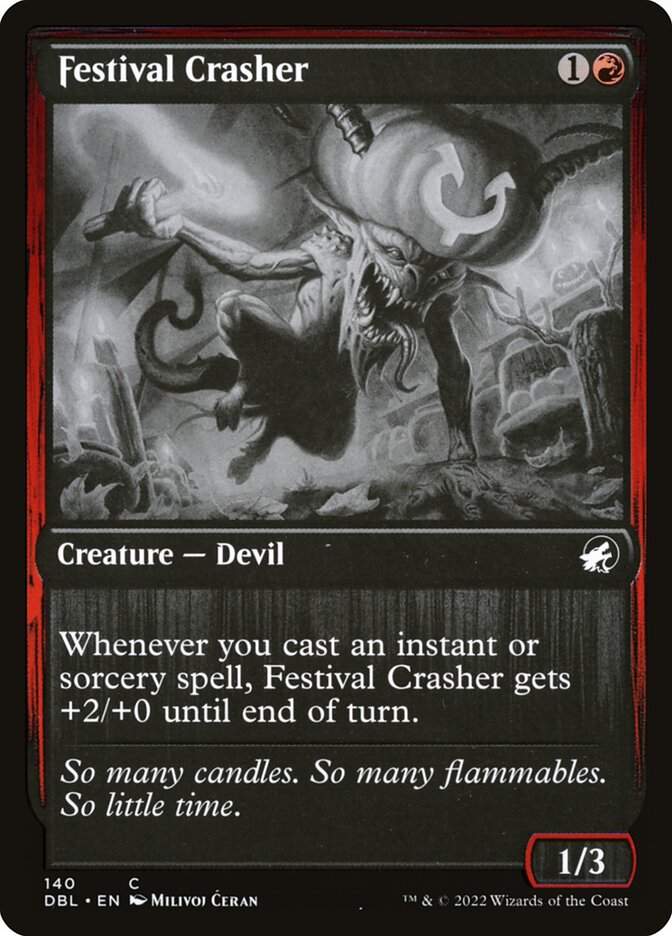 Festival Crasher 1
Creature — Devil
Whenever you cast an instant or
sorcery spell, Festival Crasher gets
+2/+0 until end of turn.
So many candles. So many flammables.
So little time.
1/3
140 C
DBL • EN Milivoj Ćeran ™ & © 2022 Wizards of the Coast